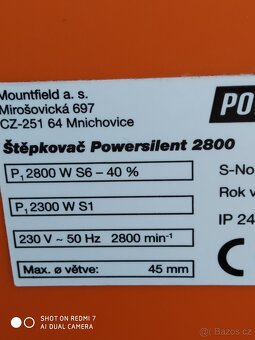 Mountfield a. s.
Mirošovická 697
CZ-251 64 Mnichovice
PO
Štěpkovač Powersilent 2800
P₁ 2800 W S6 – 40 %
S-No
P₁ 2300 W S1
Rok v
230 V ~ 50 Hz 2800 min⁻¹
IP 24
Max. ø větve: 45 mm
SHOT ON REDMI 7
AI DUAL CAMERA
sbazar.cz